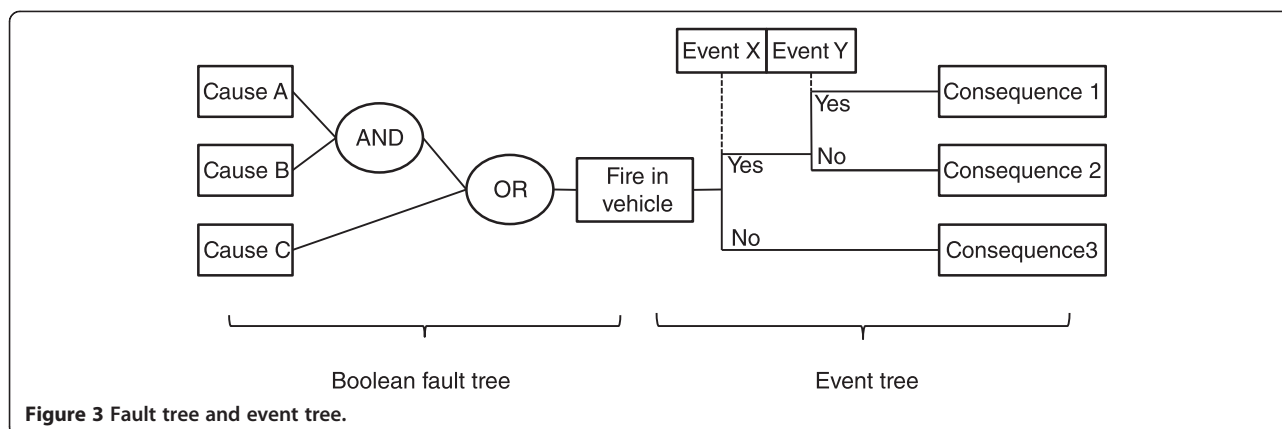 Event X Event Y
Cause A
Yes
Consequence 1
AND
Cause B
OR
Fire in
vehicle
Yes
No
Consequence 2
Cause C
No
Consequence3
Boolean fault tree
Event tree
Figure 3 Fault tree and event tree.